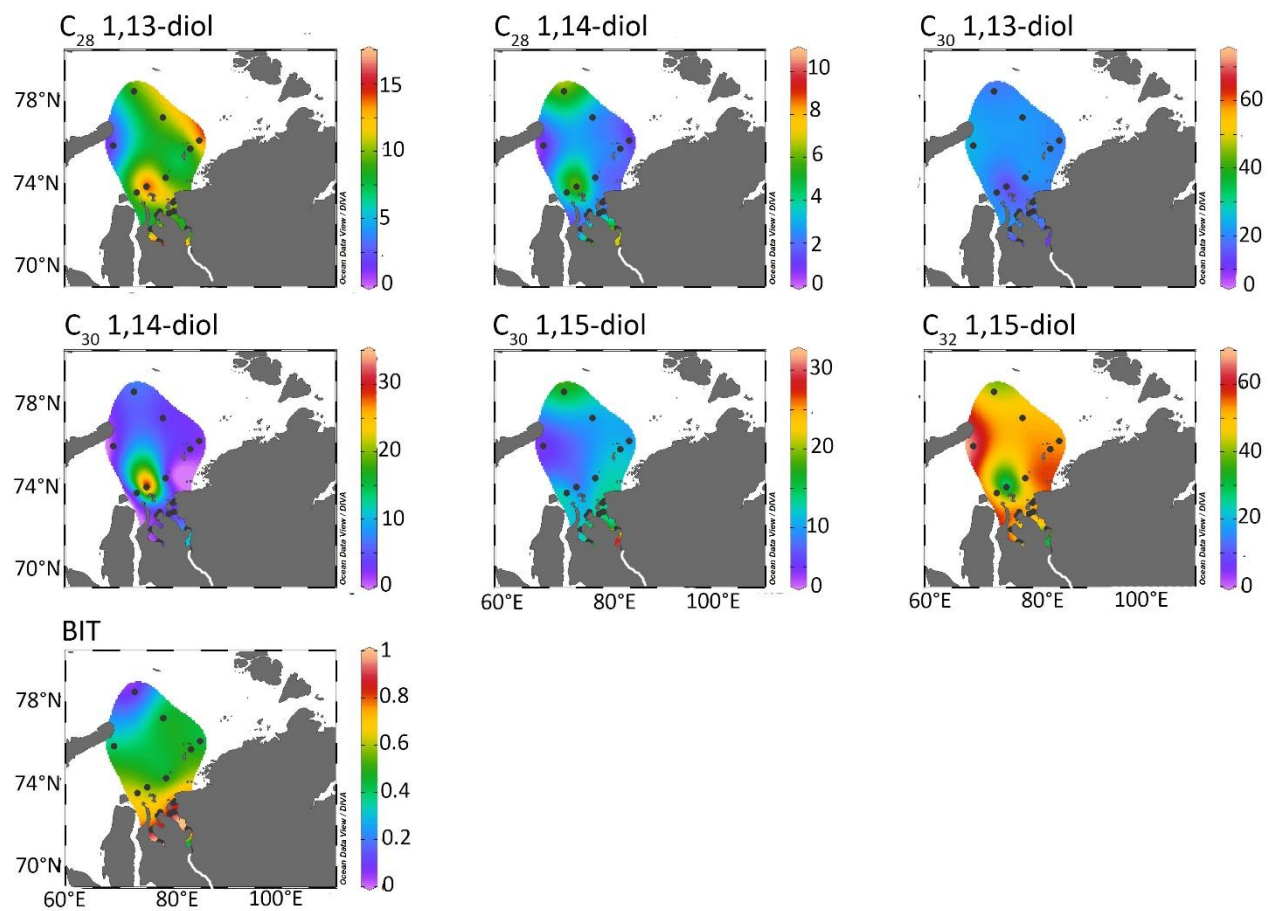 C28 1,13-diol
15
10
5
0
78°N
74°N
70°N
Ocean Data View / DIVA
C28 1,14-diol
10
8
6
4
2
0
Ocean Data View / DIVA
C30 1,13-diol
60
40
20
0
Ocean Data View / DIVA
C30 1,14-diol
30
20
10
0
78°N
74°N
70°N
Ocean Data View / DIVA
C30 1,15-diol
30
20
10
0
60°E 80°E 100°E
Ocean Data View / DIVA
C32 1,15-diol
60
40
20
0
60°E 80°E 100°E
Ocean Data View / DIVA
BIT
1
0.8
0.6
0.4
0.2
0
78°N
74°N
70°N
60°E 80°E 100°E
Ocean Data View / DIVA